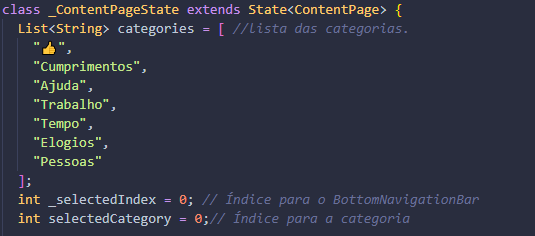 class _ContentPageState extends State<ContentPage> {
List<String> categories = [ //lista das categorias.
"👍",
"Cumprimentos",
"Ajuda",
"Trabalho",
"Tempo",
"Elogios",
"Pessoas"
];
int _selectedIndex = 0; // Índice para o BottomNavigationBar
int selectedCategory = 0;// Índice para a categoria